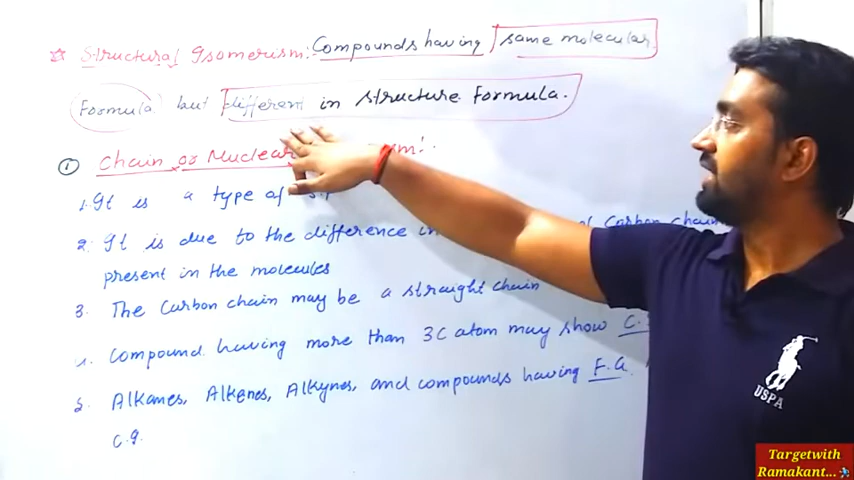 ☆ Structural Isomerism: Compounds having same molecular
Formula but different in structure Formula.
① Chain or Nuclear
1. It is a type of
2. It is due to the difference in of Carbon chain
present in the molecules
3. The Carbon chain may be a straight chain
4. Compound having more than 3 C atom may show C.
5. Alkanes, Alkenes, Alkynes, and compounds having F.G.
e.g.
USPA
Targetwith
Ramakant...